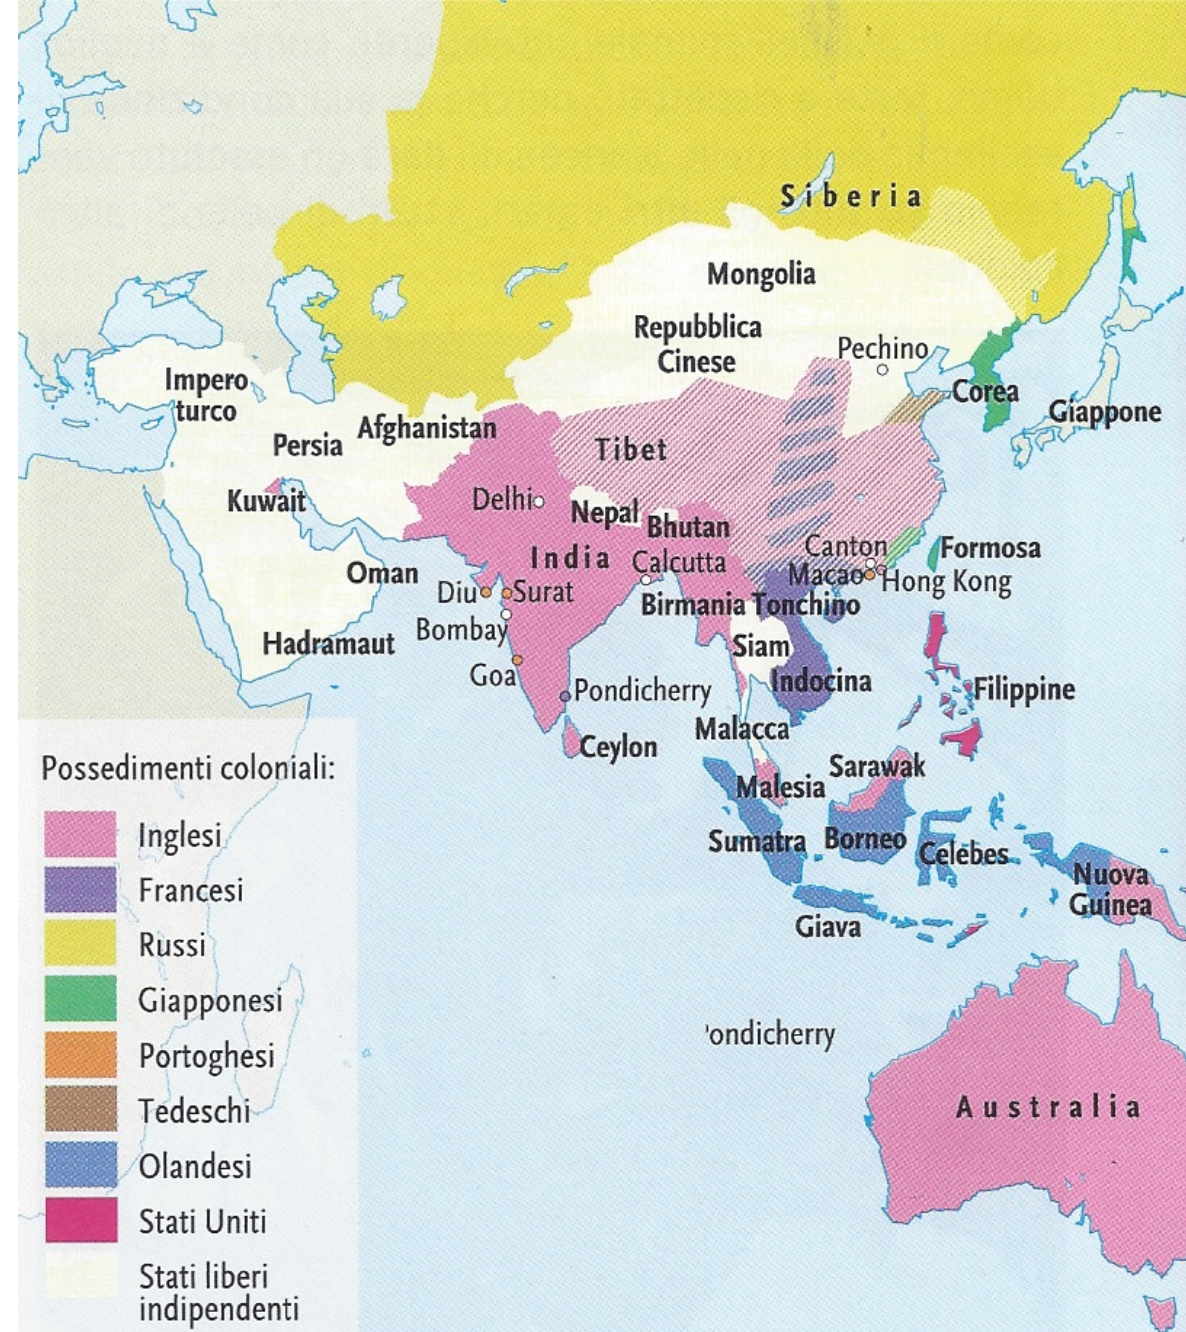 Siberia
Mongolia
Repubblica
Cinese
Pechino
Impero
turco
Corea
Giappone
Persia
Afghanistan
Tibet
Kuwait
Delhi
Nepal
Bhutan
India
Calcutta
Canton
Formosa
Oman
Diu
Surat
Macao
Hong Kong
Birmania
Tonchino
Bombay
Hadramaut
Siam
Goa
Pondicherry
Indocina
Filippine
Malacca
Ceylon
Sarawak
Malesia
Sumatra
Borneo
Celebes
Nuova
Guinea
Giava
'ondicherry
Australia
Possedimenti coloniali:
Inglesi
Francesi
Russi
Giapponesi
Portoghesi
Tedeschi
Olandesi
Stati Uniti
Stati liberi
indipendenti